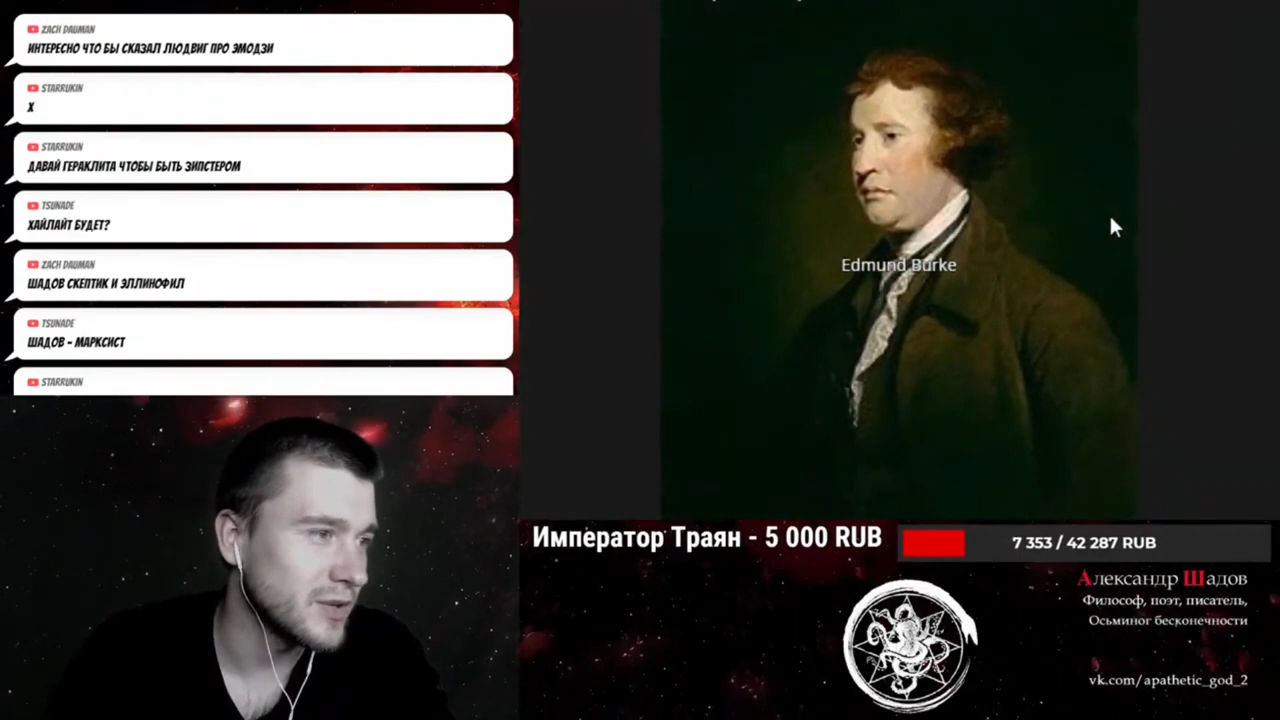 ZACH DAUMAN
ИНТЕРЕСНО ЧТО БЫ СКАЗАЛ ЛЮДВИГ ПРО ЭМОДЗИ
STARRUKIN
Х
STARRUKIN
ДАВАЙ ГЕРАКЛИТА ЧТОБЫ БЫТЬ ЗИПСТЕРОМ
TSUNADE
ХАЙЛАЙТ БУДЕТ?
ZACH DAUMAN
ШАДОВ СКЕПТИК И ЭЛЛИНОФИЛ
TSUNADE
ШАДОВ - МАРКСИСТ
STARRUKIN
Edmund Burke
Император Траян - 5 000 RUB
7 353 / 42 287 RUB
Александр Шадов
Философ, поэт, писатель,
Осьминог бесконечности
vk.com/apathetic_god_2